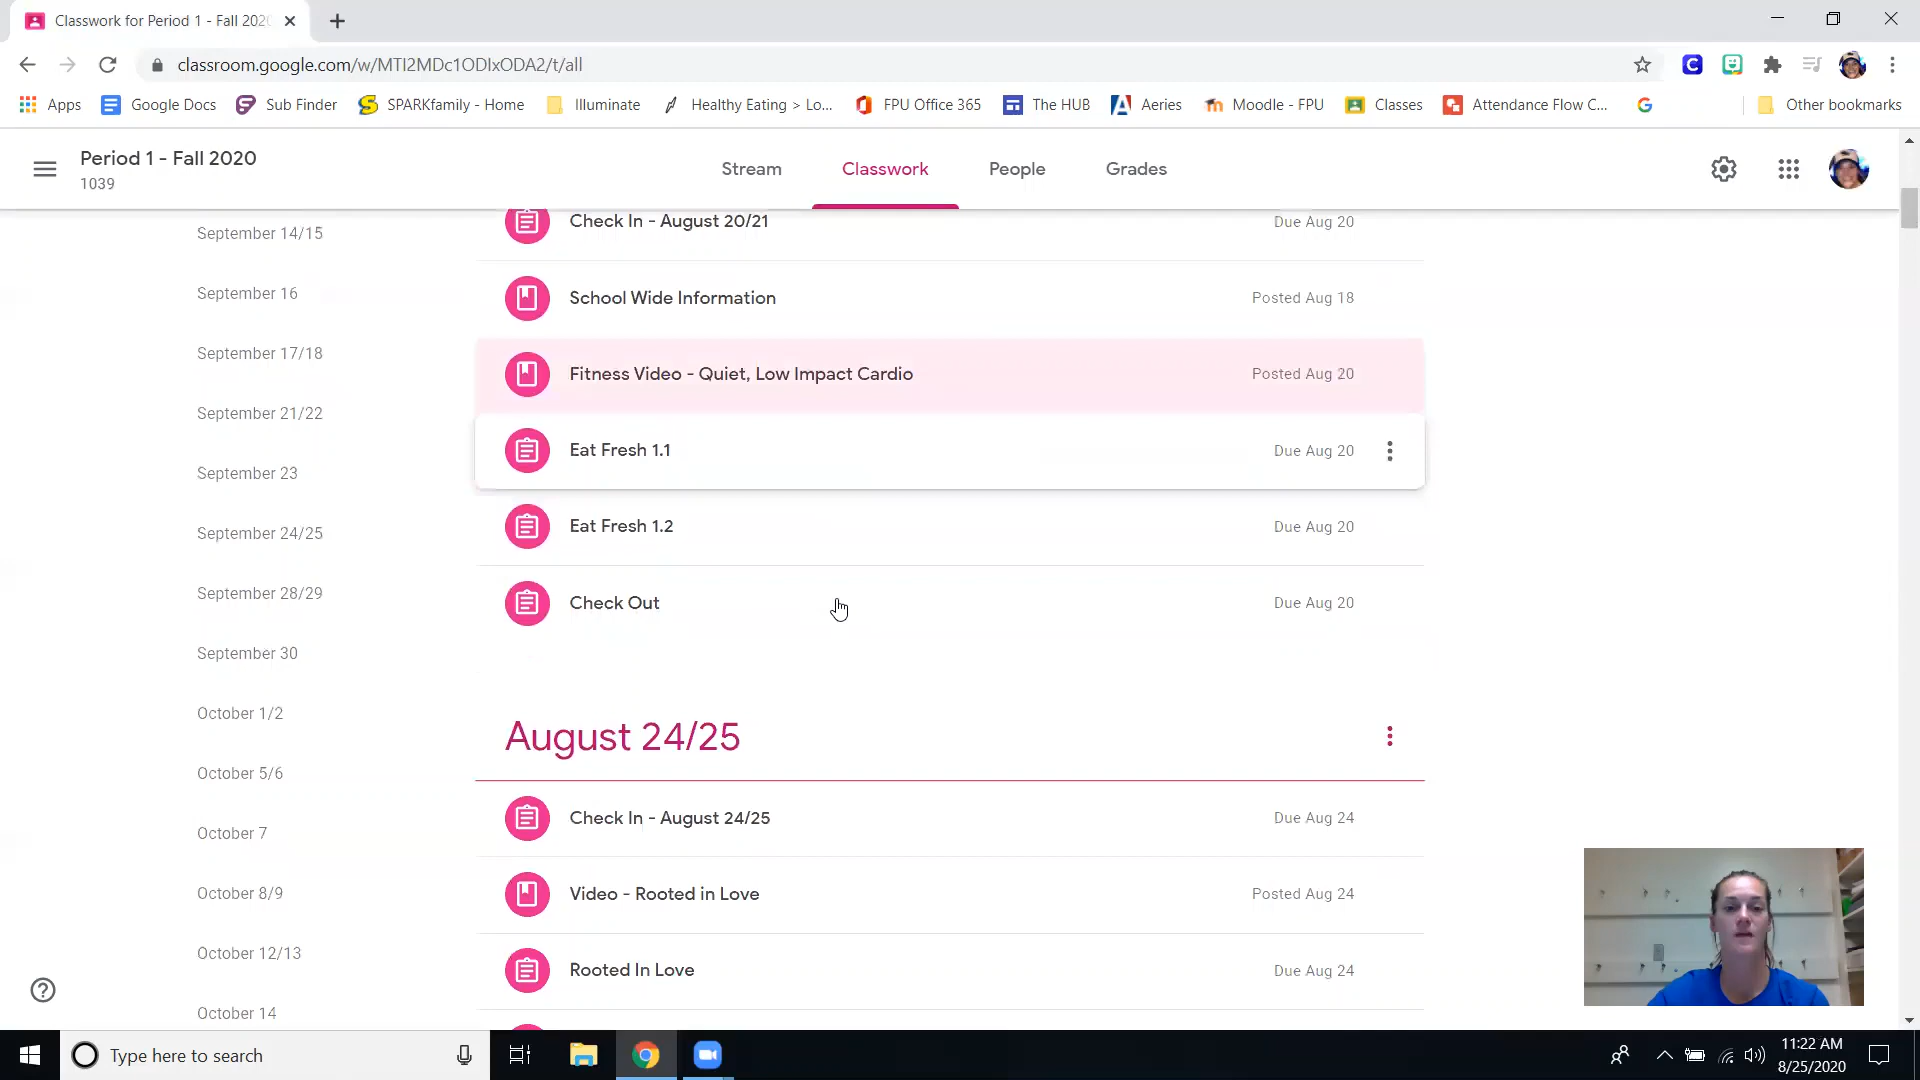 Classwork for Period 1 - Fall 202
classroom.google.com/w/MTI2MDc1ODIxODA2/t/all
Apps
Google Docs
Sub Finder
SPARKfamily - Home
Illuminate
Healthy Eating > Lo...
FPU Office 365
The HUB
Aeries
Moodle - FPU
Classes
Attendance Flow C...
Other bookmarks
Period 1 - Fall 2020
1039
Stream
Classwork
People
Grades
September 14/15
September 16
September 17/18
September 21/22
September 23
September 24/25
September 28/29
September 30
October 1/2
October 5/6
October 7
October 8/9
October 12/13
October 14
Check In - August 20/21 Due Aug 20
School Wide Information Posted Aug 18
Fitness Video - Quiet, Low Impact Cardio Posted Aug 20
Eat Fresh 1.1 Due Aug 20
Eat Fresh 1.2 Due Aug 20
Check Out Due Aug 20
August 24/25
Check In - August 24/25 Due Aug 24
Video - Rooted in Love Posted Aug 24
Rooted In Love Due Aug 24
Type here to search
11:22 AM
8/25/2020